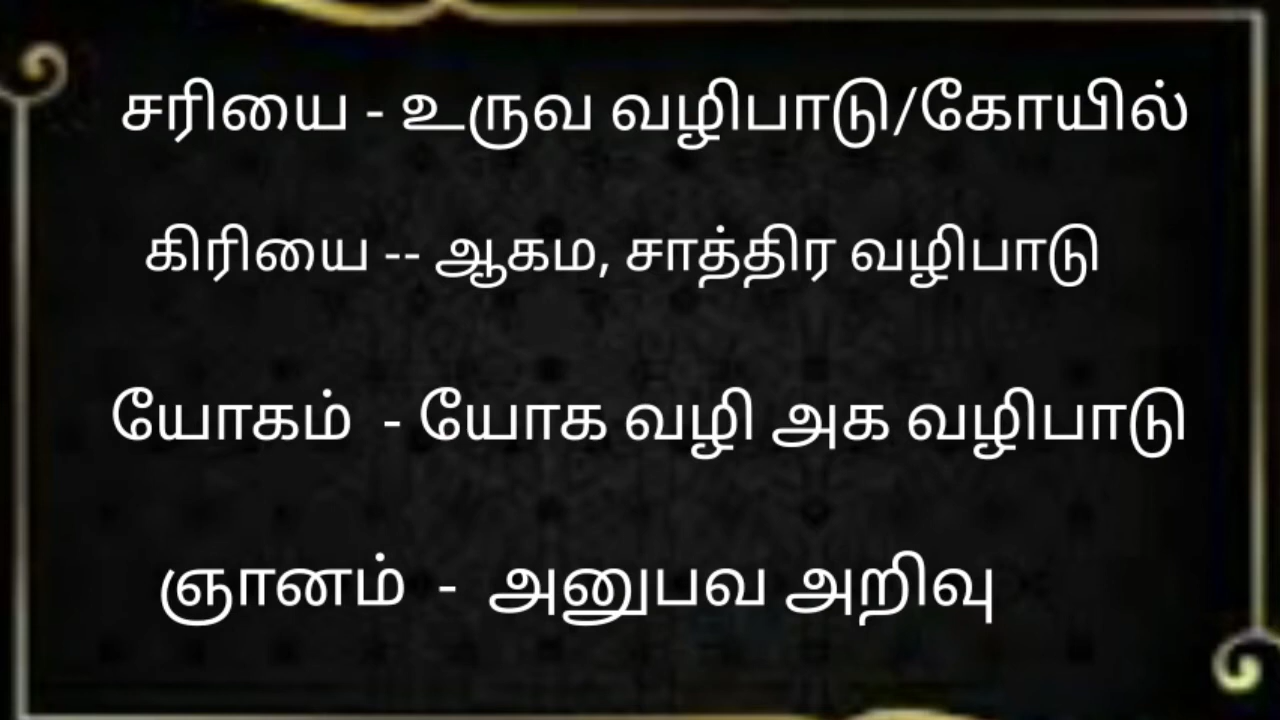 சரியை - உருவ வழிபாடு/கோயில்
கிரியை -- ஆகம, சாத்திர வழிபாடு
யோகம் - யோக வழி அக வழிபாடு
ஞானம் - அனுபவ அறிவு